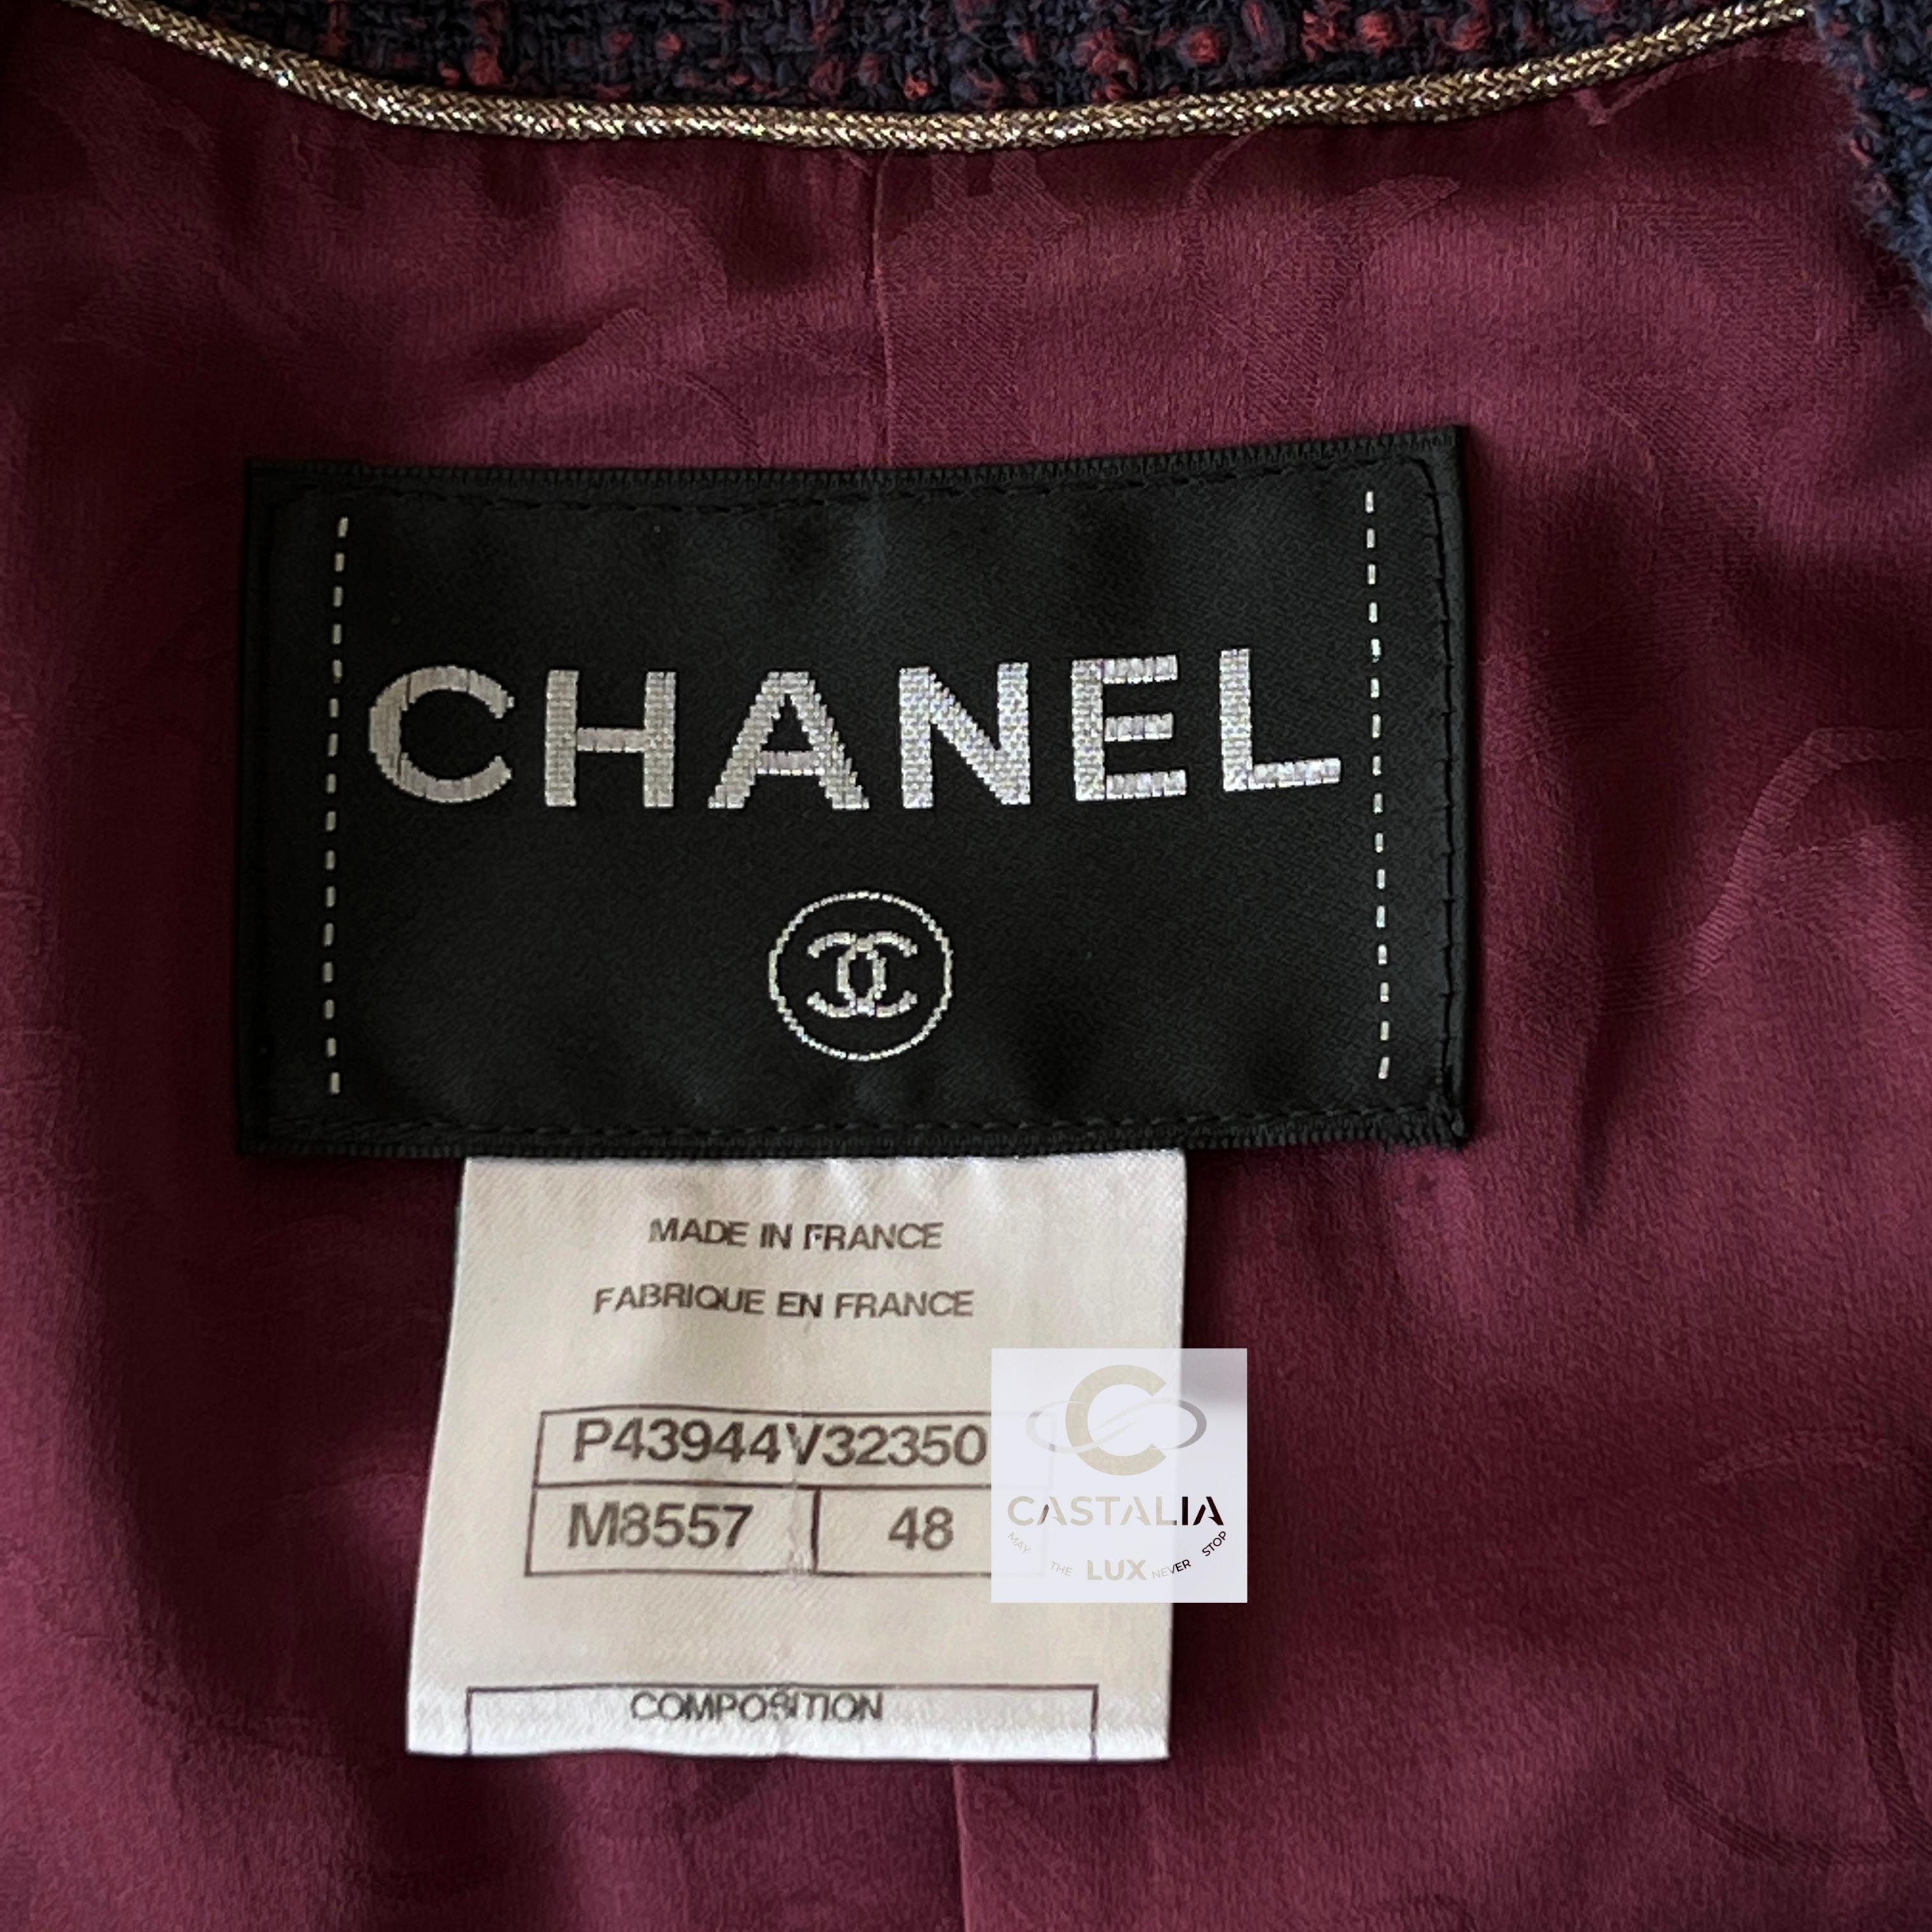 CHANEL
MADE IN FRANCE
FABRIQUE EN FRANCE
P43944V32350
M8557 48
COMPOSITION
CASTALIA
MAY THE LUX NEVER STOP